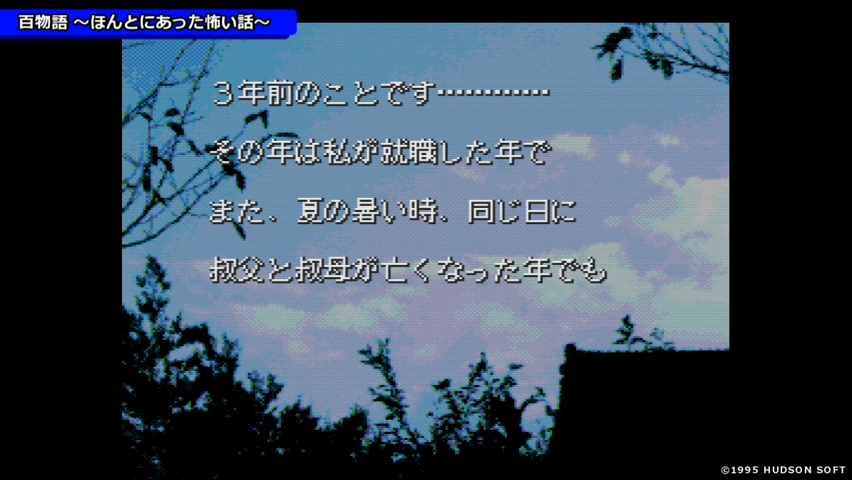 百物語 ～ほんとにあった怖い話～
３年前のことです…………
その年は私が就職した年で
また、夏の暑い時、同じ日に
叔父と叔母が亡くなった年でも
©1995 HUDSON SOFT